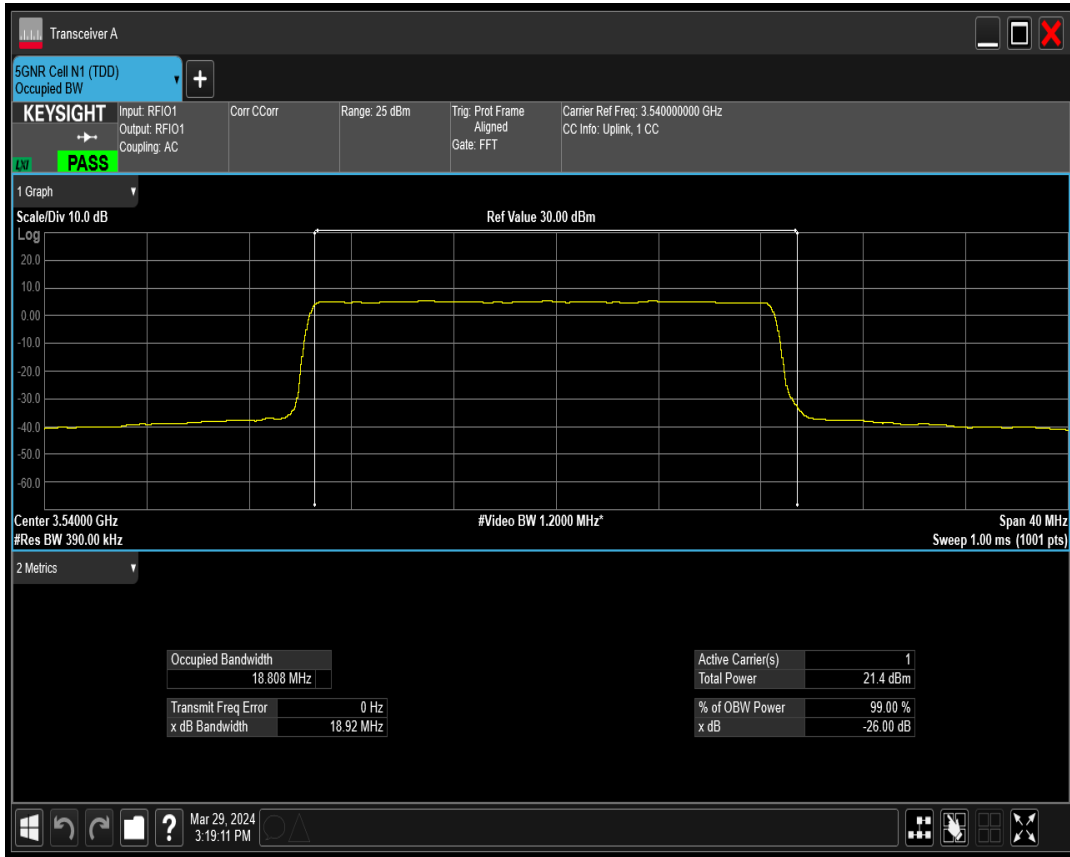 Transceiver A
5GNR Cell N1 (TDD)
Occupied BW
+
KEYSIGHT
LXI
PASS
Input: RFIO1
Output: RFIO1
Coupling: AC
Corr CCorr
Range: 25 dBm
Trig: Prot Frame
Aligned
Gate: FFT
Carrier Ref Freq: 3.540000000 GHz
CC Info: Uplink, 1 CC
1 Graph
Scale/Div 10.0 dB
Ref Value 30.00 dBm
Log
20.0
10.0
0.00
-10.0
-20.0
-30.0
-40.0
-50.0
-60.0
Center 3.54000 GHz
#Video BW 1.2000 MHz*
Span 40 MHz
#Res BW 390.00 kHz
Sweep 1.00 ms (1001 pts)
2 Metrics
Occupied Bandwidth
18.808 MHz
Transmit Freq Error 0 Hz
x dB Bandwidth 18.92 MHz
Active Carrier(s) 1
Total Power 21.4 dBm
% of OBW Power 99.00 %
x dB -26.00 dB
?
Mar 29, 2024
3:19:11 PM